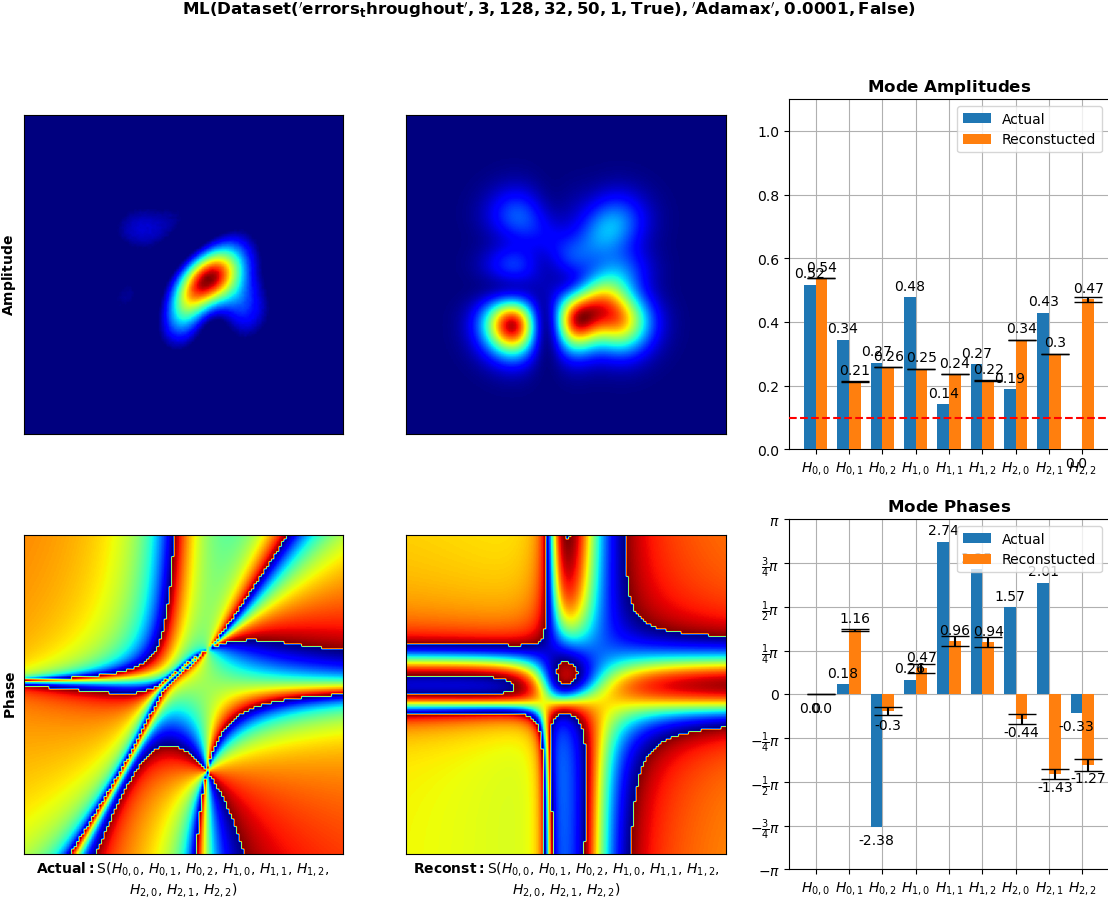 ML(Dataset('errors_throughout', 3, 128, 32, 50, 1, True), 'Adamax', 0.0001, False)
Amplitude
Mode Amplitudes
Actual
Reconstucted
1.0
0.8
0.6
0.4
0.2
0.0
0.52 0.54 0.34 0.21 0.27 0.26 0.48 0.25 0.14 0.24 0.27 0.22 0.19 0.34 0.43 0.3 0.0 0.47
H0,0 H0,1 H0,2 H1,0 H1,1 H1,2 H2,0 H2,1 H2,2
Phase
Mode Phases
Actual
Reconstucted
π
3/4π
1/2π
1/4π
0
−1/4π
−1/2π
−3/4π
−π
0.0 0.0 0.18 1.16 -2.38 -0.3 0.26 0.47 2.74 0.96 0.94 1.57 -0.44 2.01 -1.43 -0.33 -1.27
H0,0 H0,1 H0,2 H1,0 H1,1 H1,2 H2,0 H2,1 H2,2
Actual: S(H0,0, H0,1, H0,2, H1,0, H1,1, H1,2,
H2,0, H2,1, H2,2)
Reconst: S(H0,0, H0,1, H0,2, H1,0, H1,1, H1,2,
H2,0, H2,1, H2,2)